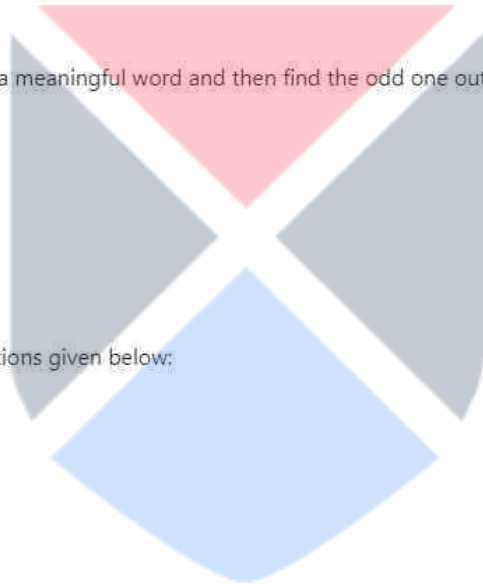 a meaningful word and then find the odd one out
tions given below: